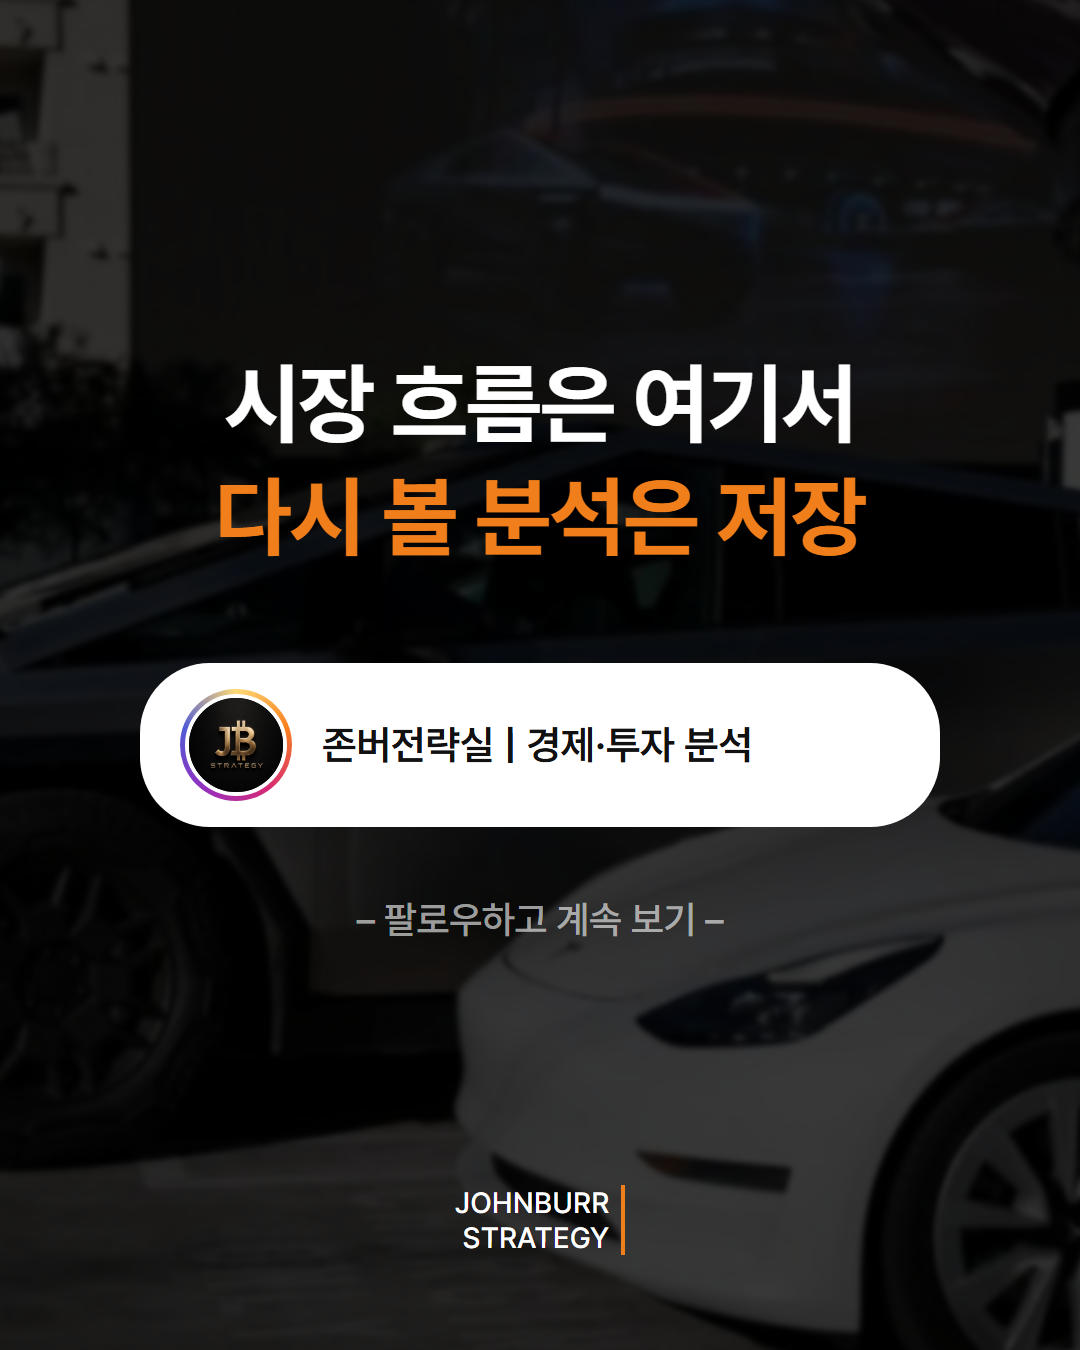 시장 흐름은 여기서
다시 볼 분석은 저장
JB
STRATEGY
존버전략실 | 경제·투자 분석
– 팔로우하고 계속 보기 –
JOHNBURR
STRATEGY